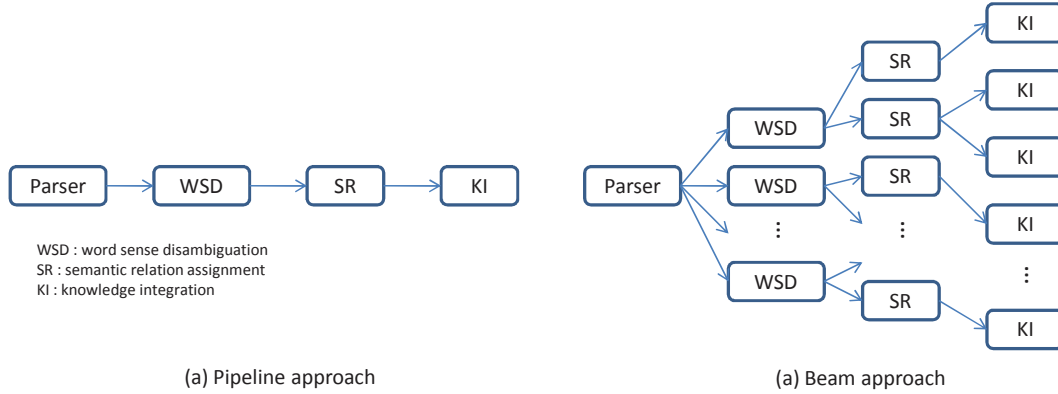 Parser
WSD
SR
KI
WSD : word sense disambiguation
SR : semantic relation assignment
KI : knowledge integration
(a) Pipeline approach
Parser
WSD
WSD
...
WSD
SR
SR
SR
...
SR
KI
KI
KI
KI
...
KI
(a) Beam approach